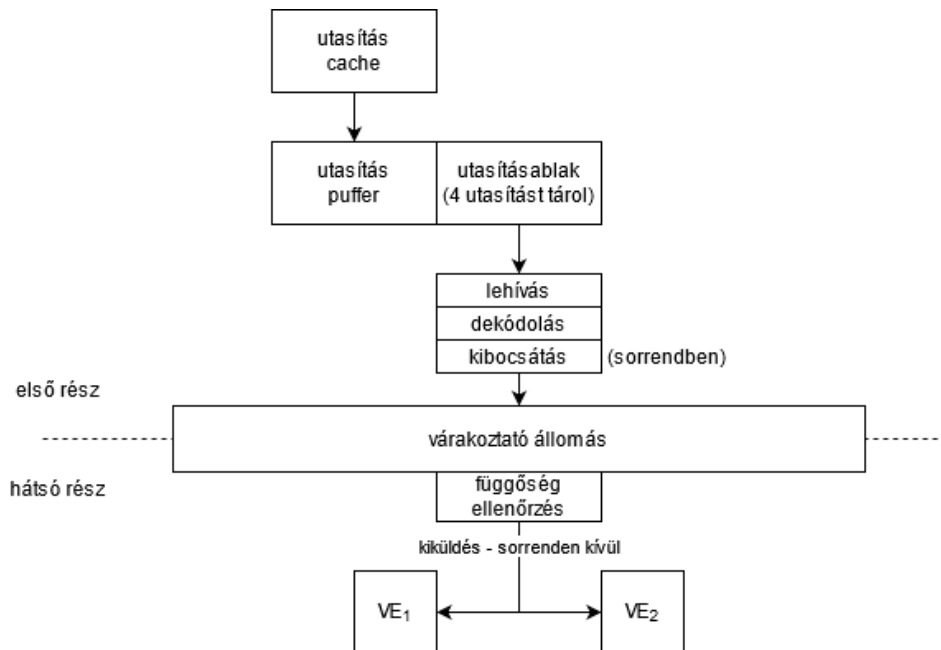 utasítás
cache
utasítás
puffer
utasításablak
(4 utasítást tárol)
lehívás
dekódolás
kibocsátás
(sorrendben)
első rész
várakoztató állomás
hátsó rész
függőség
ellenőrzés
kiküldés - sorrenden kívül
VE1
VE2